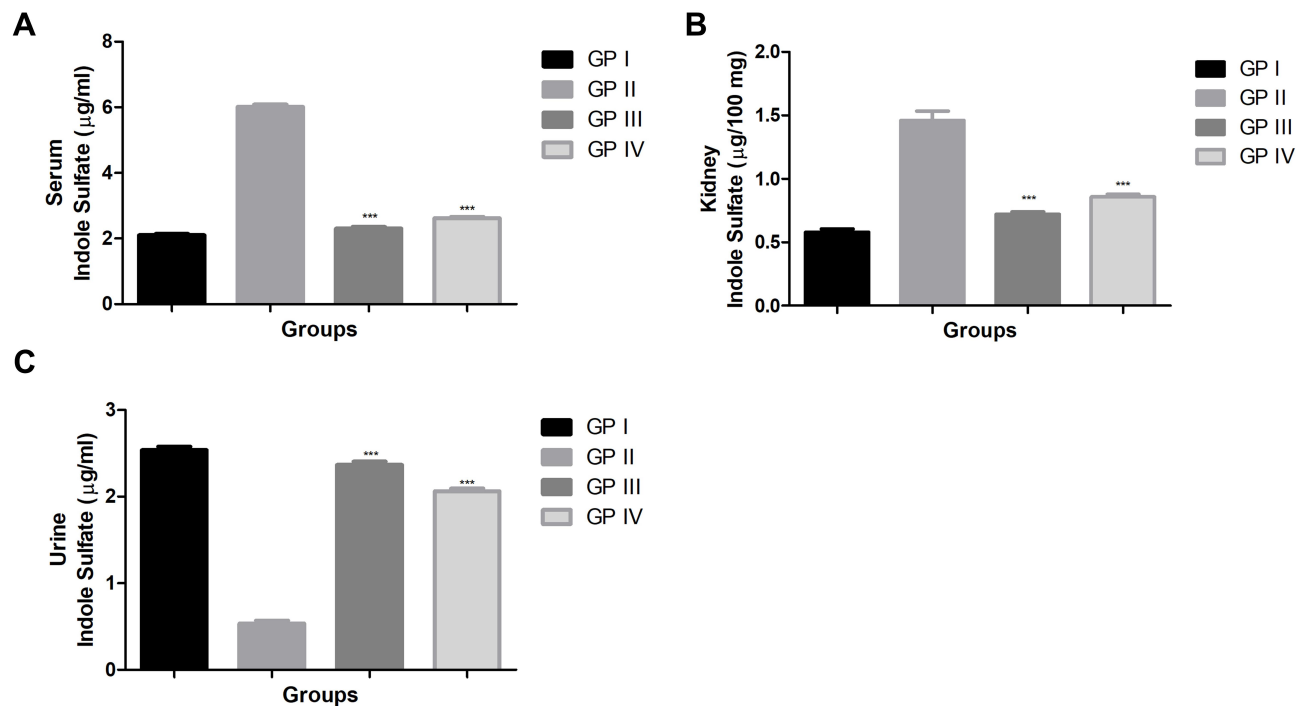 A
Serum
Indole Sulfate (μg/ml)
8
6
4
2
0
***
***
Groups
GP I
GP II
GP III
GP IV
B
Kidney
Indole Sulfate (μg/100 mg)
2.0
1.5
1.0
0.5
0.0
***
***
Groups
GP I
GP II
GP III
GP IV
C
Urine
Indole Sulfate (μg/ml)
3
2
1
0
***
***
Groups
GP I
GP II
GP III
GP IV